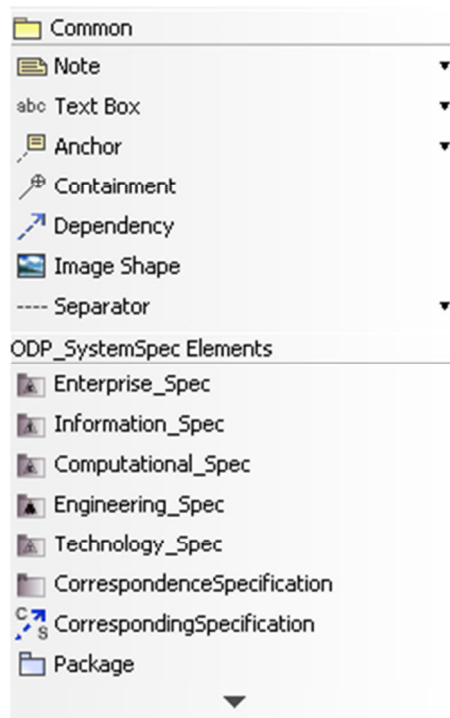 Common
Note
abc Text Box
Anchor
Containment
Dependency
Image Shape
Separator
ODP_SystemSpec Elements
Enterprise_Spec
Information_Spec
Computational_Spec
Engineering_Spec
Technology_Spec
CorrespondenceSpecification
C S CorrespondingSpecification
Package